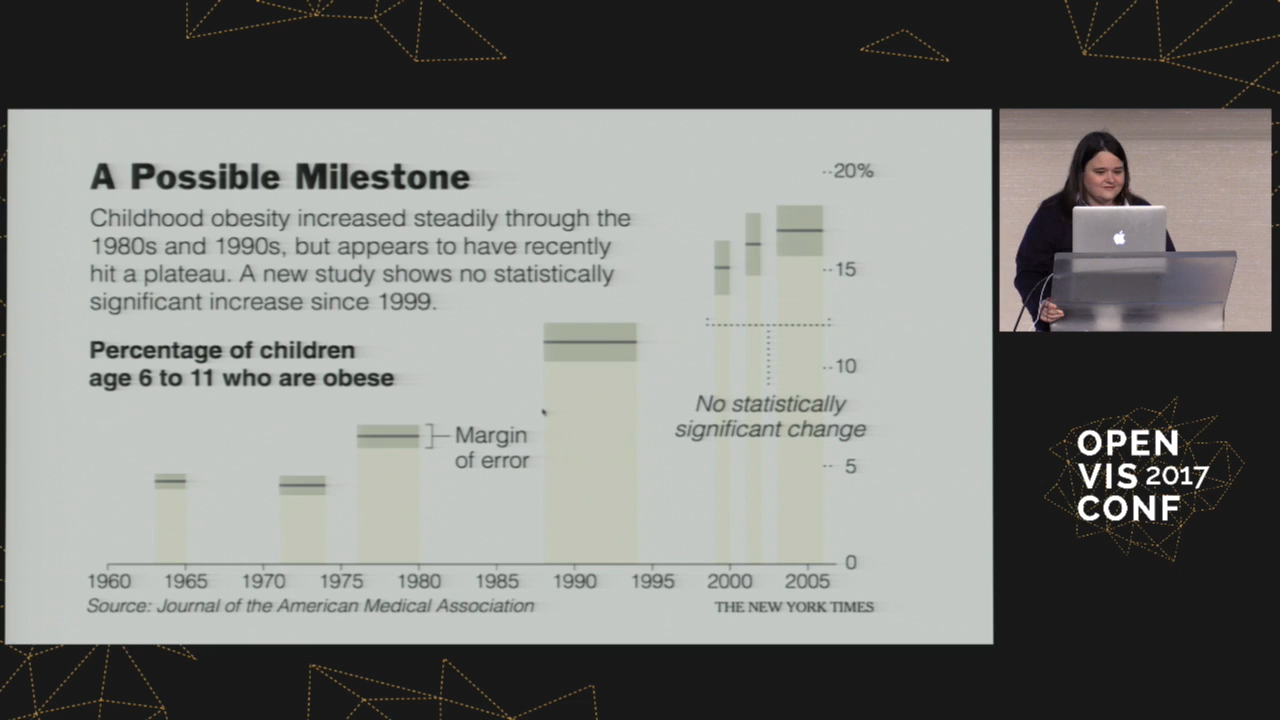 A Possible Milestone
Childhood obesity increased steadily through the
1980s and 1990s, but appears to have recently
hit a plateau. A new study shows no statistically
significant increase since 1999.
Percentage of children
age 6 to 11 who are obese
20%
15
10
5
0
Margin
of error
No statistically
significant change
1960 1965 1970 1975 1980 1985 1990 1995 2000 2005
Source: Journal of the American Medical Association
THE NEW YORK TIMES
OPEN
VIS 2017
CONF